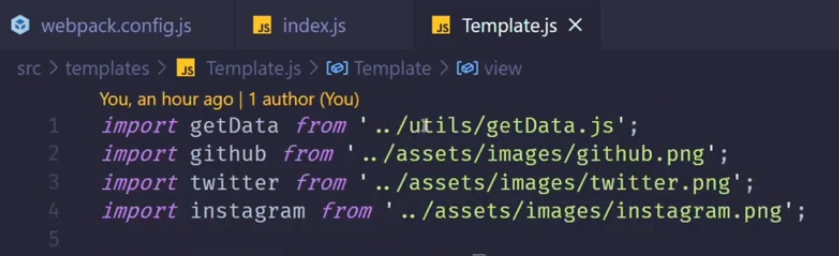 webpack.config.js JS index.js JS Template.js ×
src > templates > JS Template.js > Template > view
You, an hour ago | 1 author (You)
1 import getData from '../utils/getData.js';
2 import github from '../assets/images/github.png';
3 import twitter from '../assets/images/twitter.png';
4 import instagram from '../assets/images/instagram.png';
5